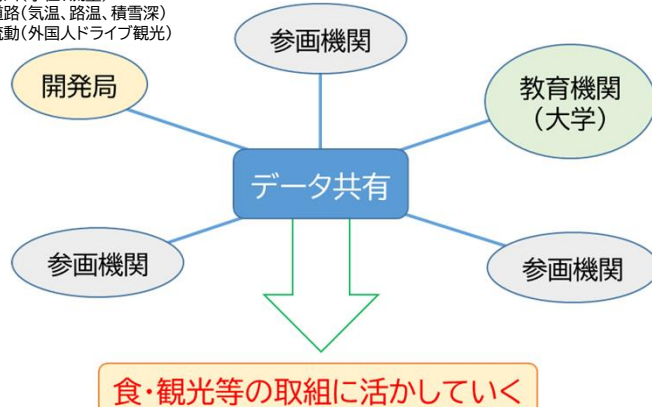 道路(気温、路温、積雪深)
流動(外国人ドライブ観光)
参画機関
開発局
教育機関
(大学)
データ共有
参画機関
参画機関
食・観光等の取組に活かしていく